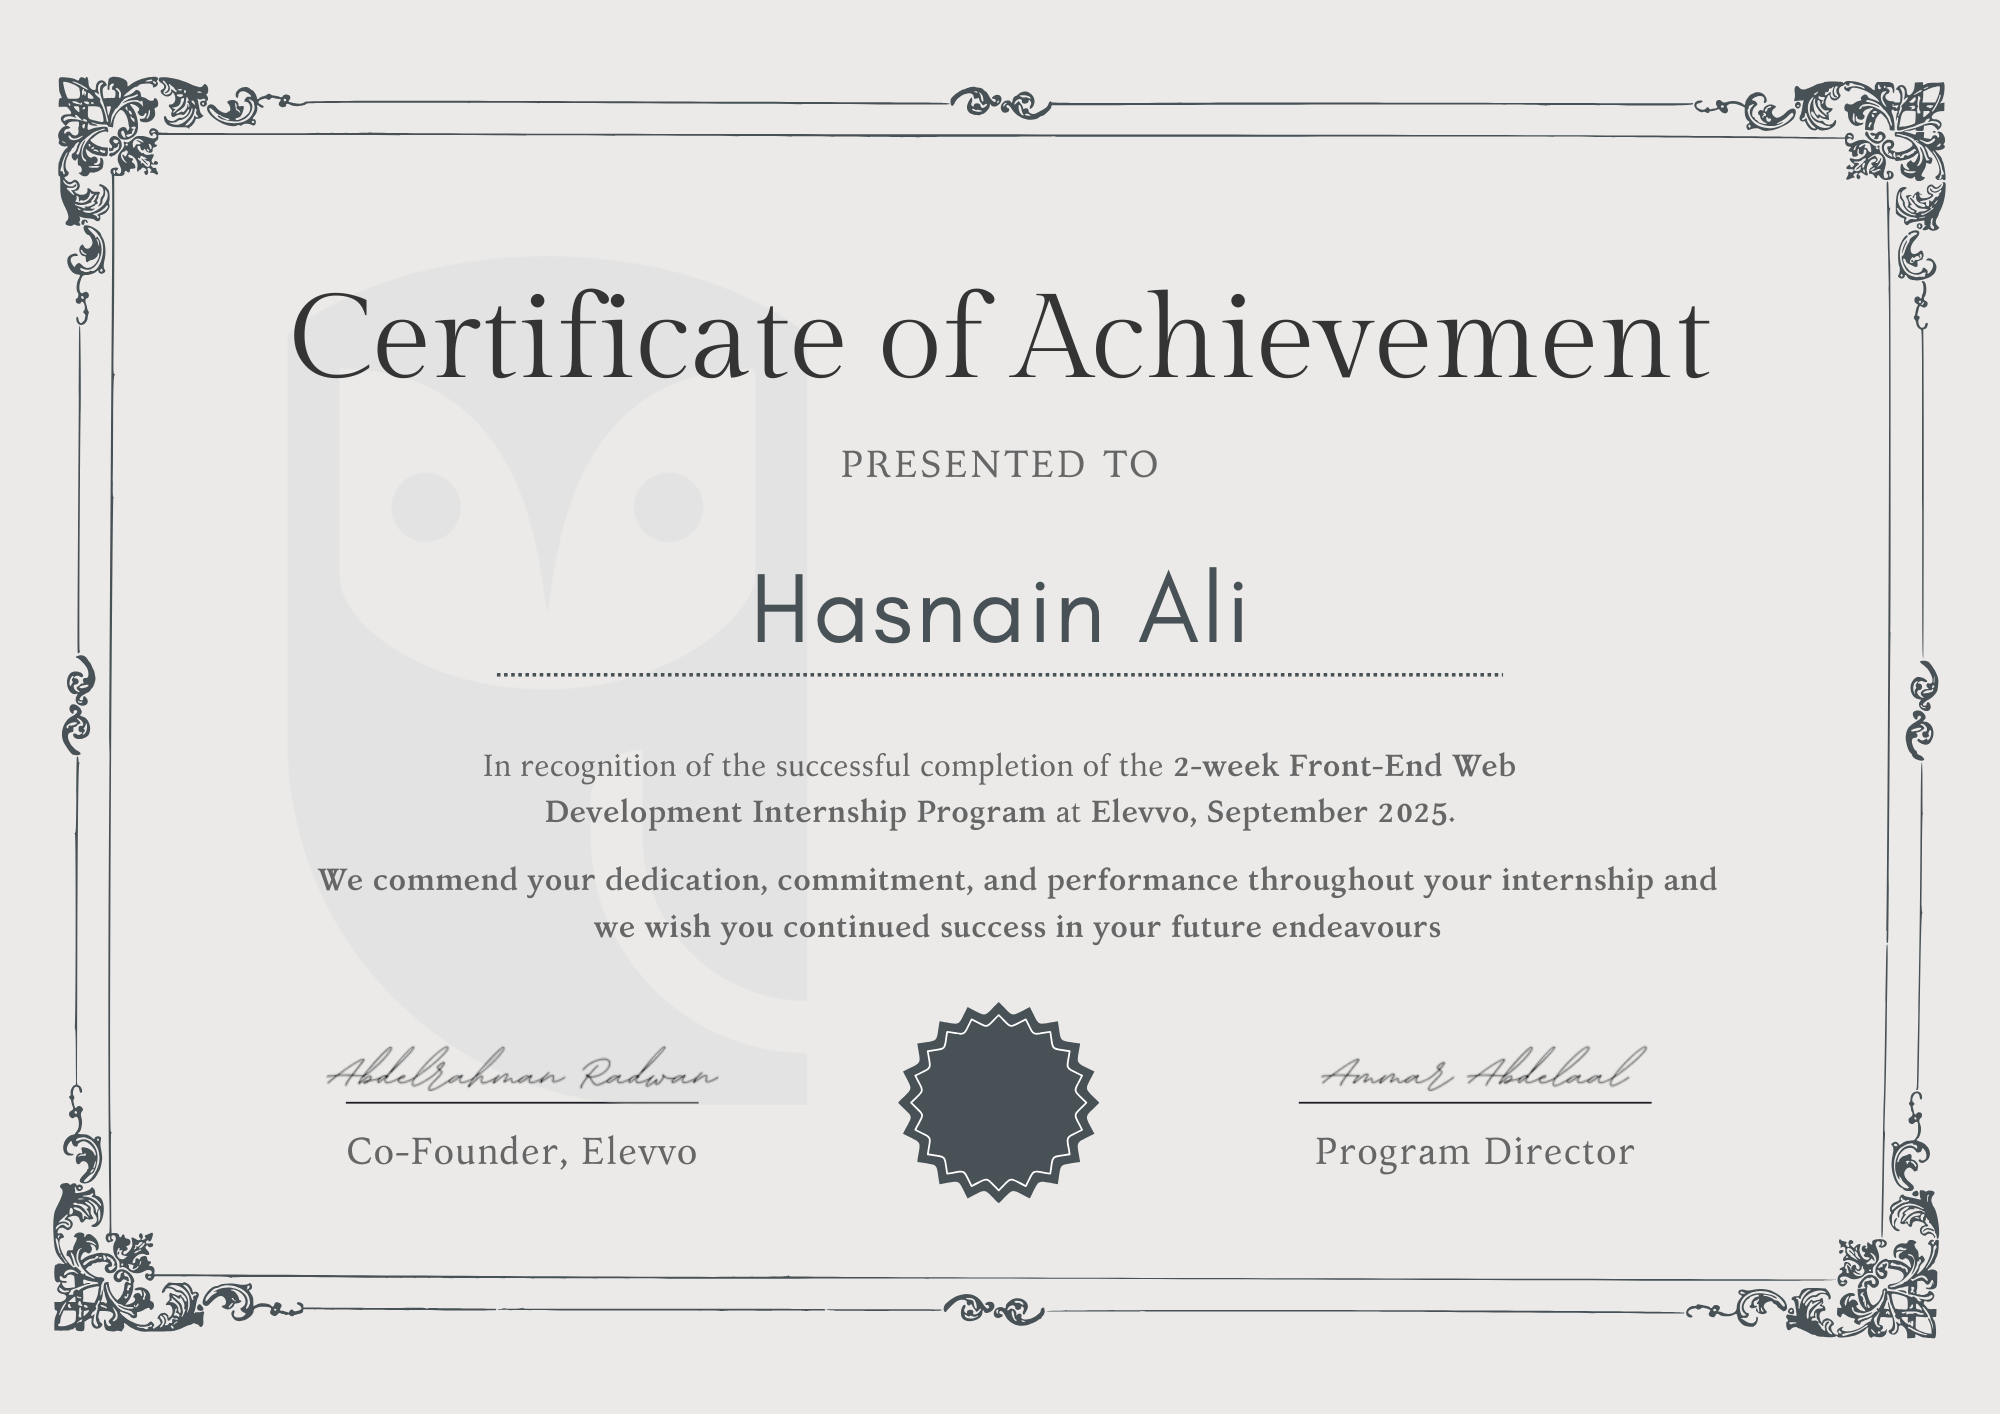 Certificate of Achievement
PRESENTED TO
Hasnain Ali
In recognition of the successful completion of the 2-week Front-End Web
Development Internship Program at Elevvo, September 2025.
We commend your dedication, commitment, and performance throughout your internship and
we wish you continued success in your future endeavours
Abdelrahman Radwan
Co-Founder, Elevvo
Ammar Abdelaal
Program Director